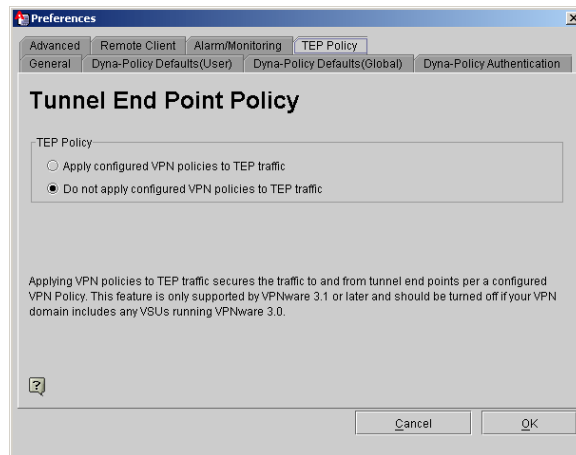 Preferences
Advanced Remote Client Alarm/Monitoring TEP Policy
General Dyna-Policy Defaults(User) Dyna-Policy Defaults(Global) Dyna-Policy Authentication
Tunnel End Point Policy
TEP Policy
Apply configured VPN policies to TEP traffic
Do not apply configured VPN policies to TEP traffic
Applying VPN policies to TEP traffic secures the traffic to and from tunnel end points per a configured
VPN Policy. This feature is only supported by VPNware 3.1 or later and should be turned off if your VPN
domain includes any VSUs running VPNware 3.0.
?
Cancel OK